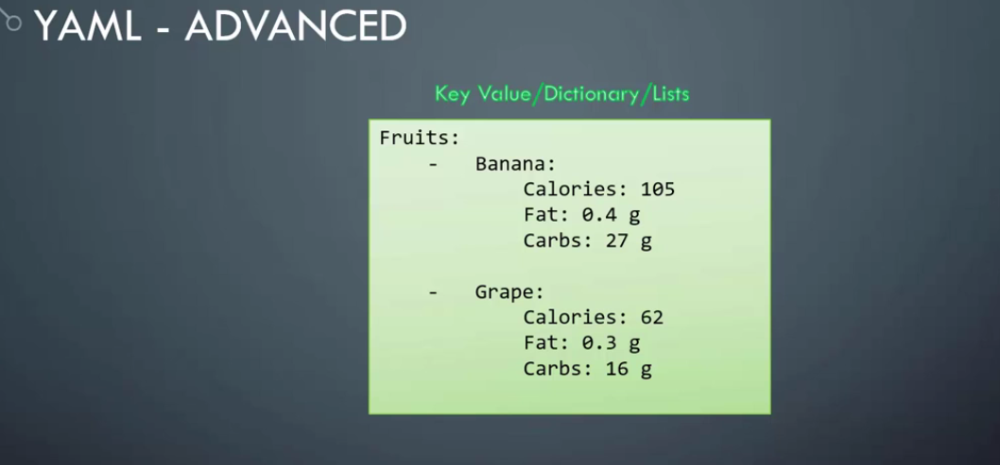 YAML - ADVANCED
Key Value/Dictionary/Lists
Fruits:
- Banana:
Calories: 105
Fat: 0.4 g
Carbs: 27 g
- Grape:
Calories: 62
Fat: 0.3 g
Carbs: 16 g